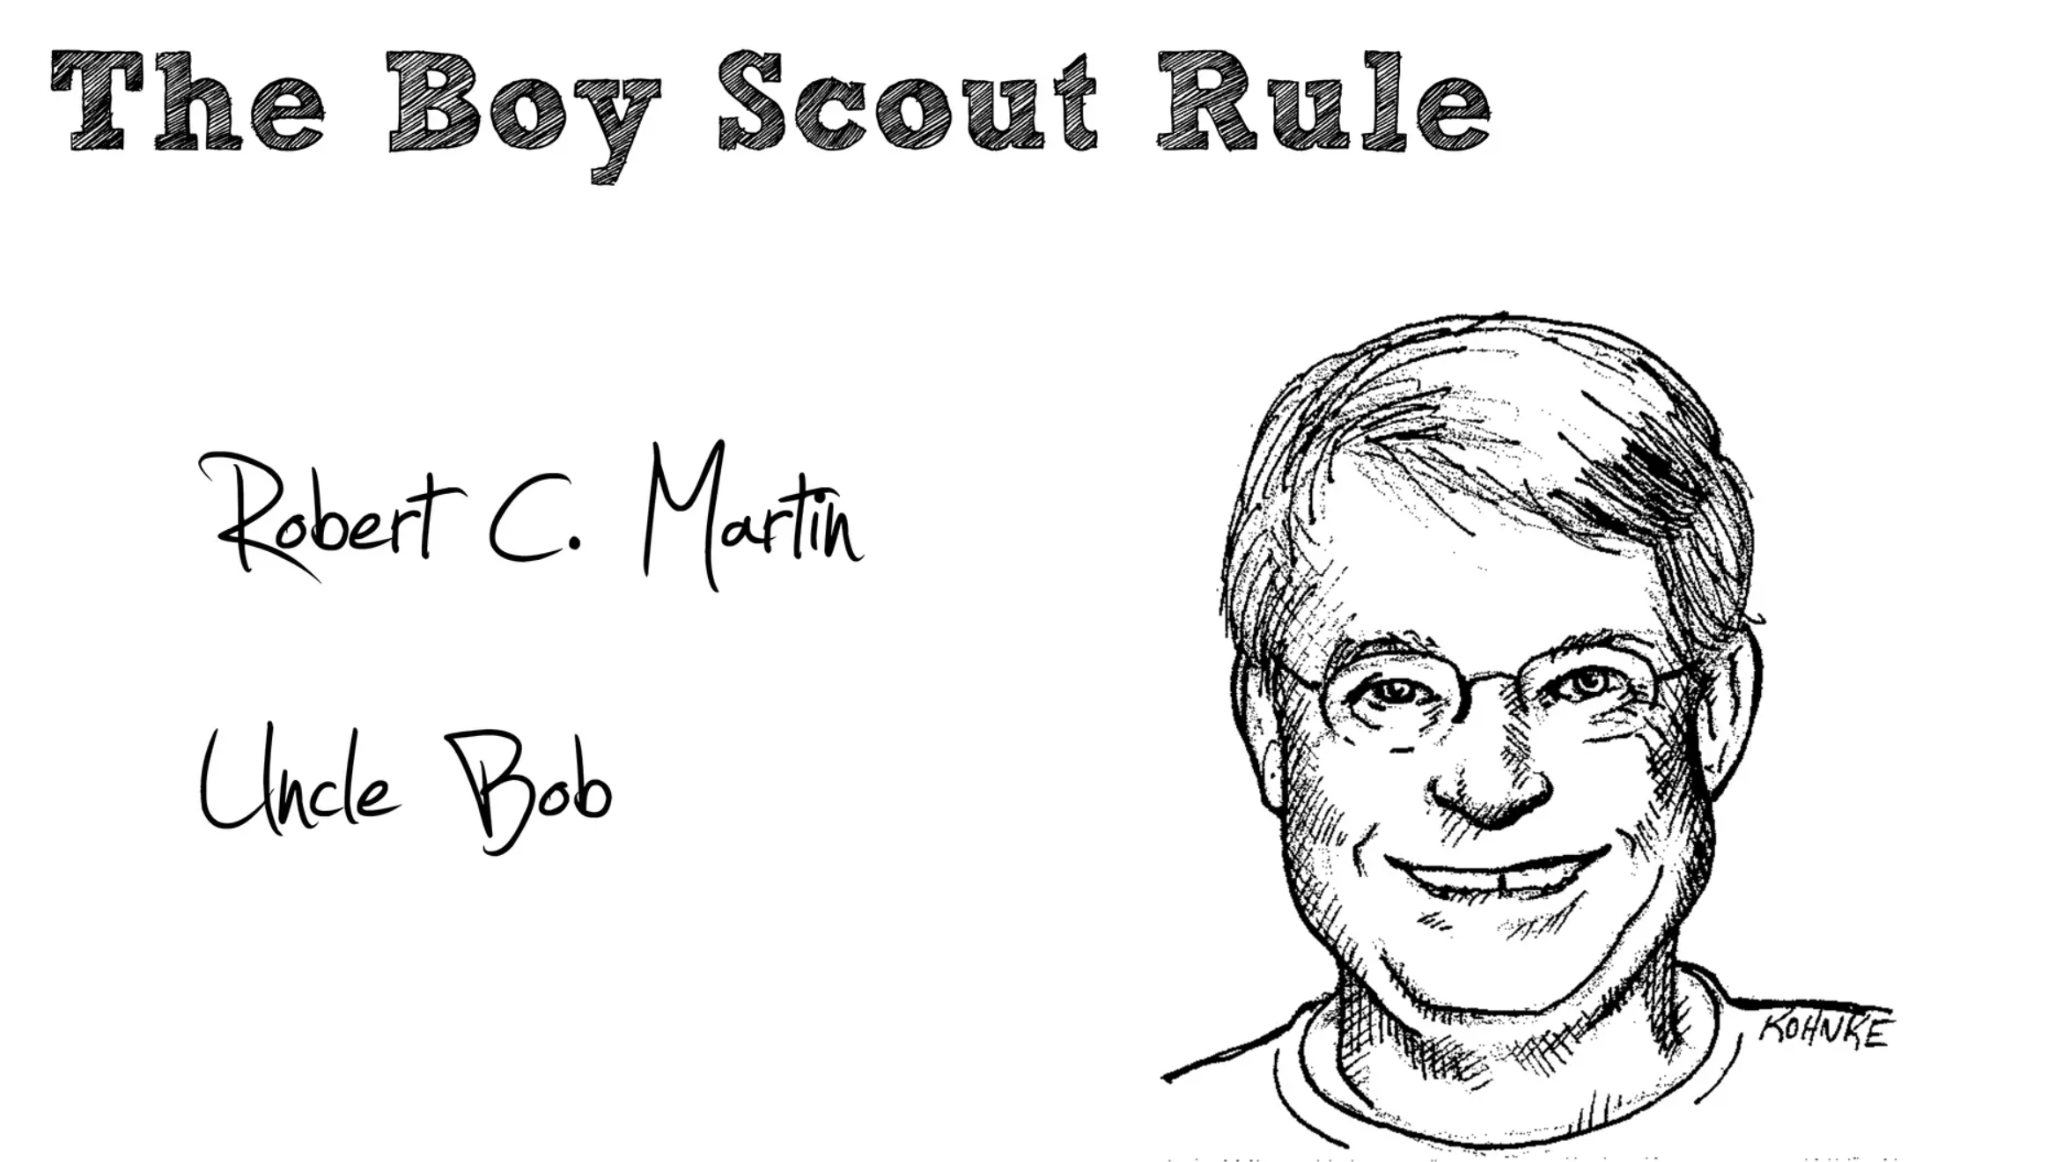 The Boy Scout Rule
Robert C. Martin
Uncle Bob
KOHNKE